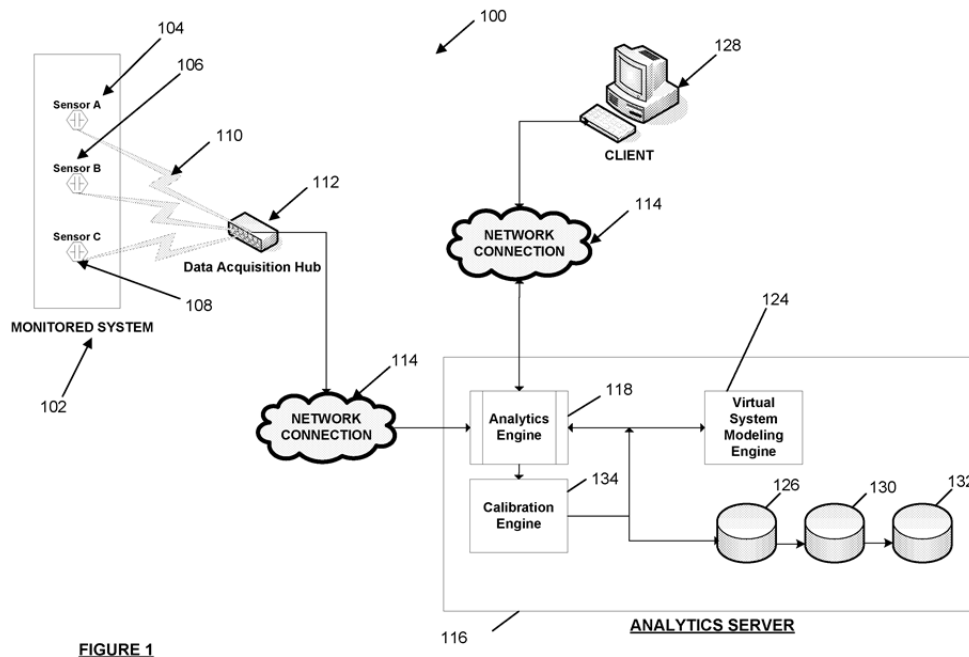 100
104
106
Sensor A
128
110
Sensor B
112
CLIENT
114
NETWORK
CONNECTION
Sensor C
Data Acquisition Hub
108
MONITORED SYSTEM
102
114
124
NETWORK
CONNECTION
Analytics
Engine
118
Virtual
System
Modeling
Engine
134
Calibration
Engine
126
130
132
116
ANALYTICS SERVER
FIGURE 1